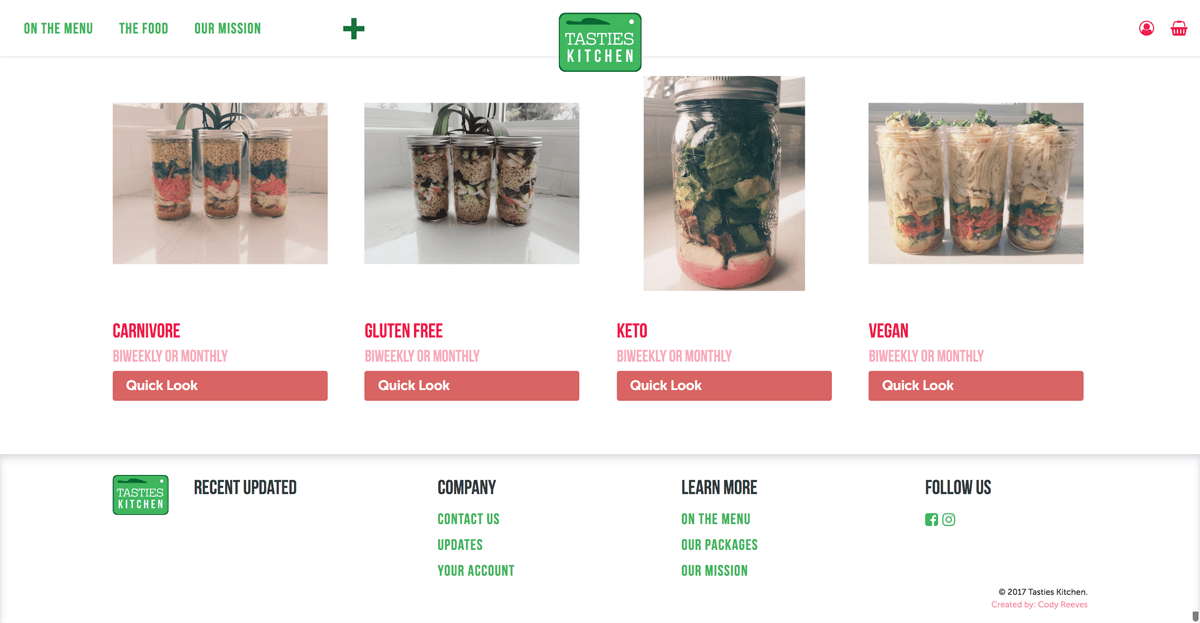 ON THE MENU THE FOOD OUR MISSION
TASTIES
KITCHEN
CARNIVORE
BIWEEKLY OR MONTHLY
Quick Look
GLUTEN FREE
BIWEEKLY OR MONTHLY
Quick Look
KETO
BIWEEKLY OR MONTHLY
Quick Look
VEGAN
BIWEEKLY OR MONTHLY
Quick Look
TASTIES
KITCHEN
RECENT UPDATED
COMPANY
CONTACT US
UPDATES
YOUR ACCOUNT
LEARN MORE
ON THE MENU
OUR PACKAGES
OUR MISSION
FOLLOW US
© 2017 Tasties Kitchen.
Created by: Cody Reeves